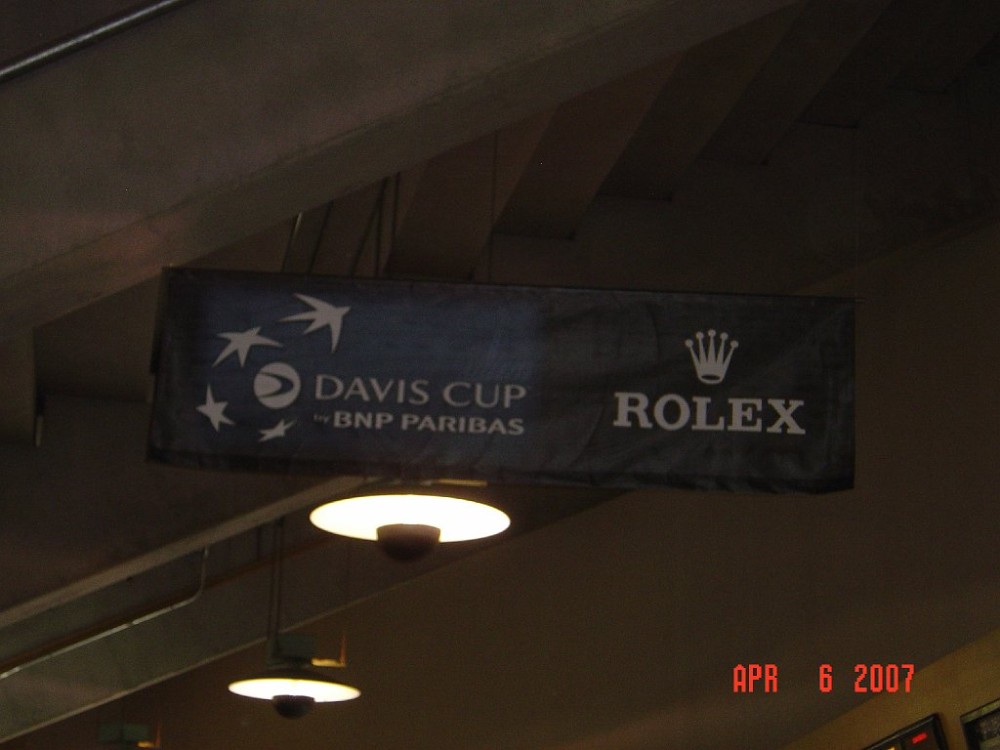 DAVIS CUP
by BNP PARIBAS
ROLEX
APR 6 2007